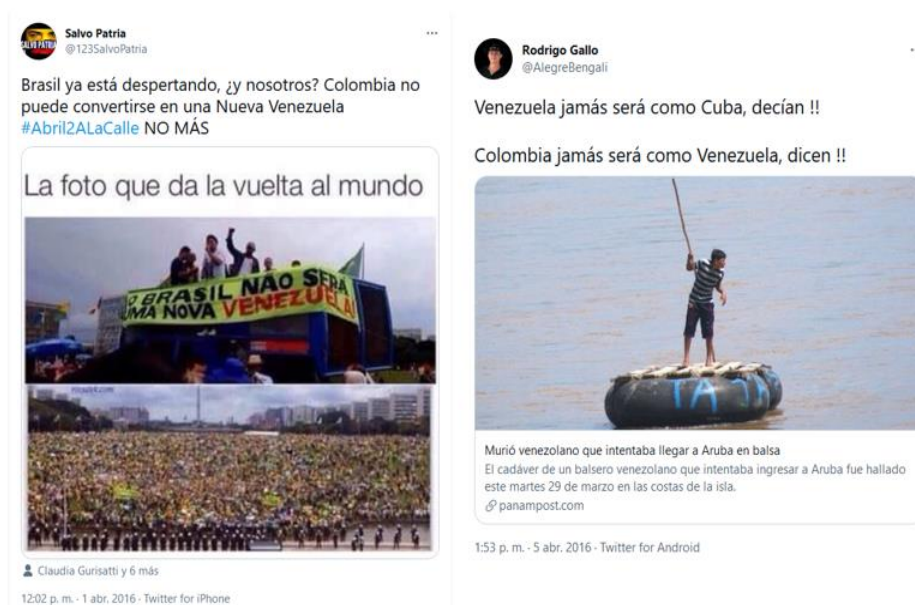 Salvo Patria
@123SalvoPatria
Brasil ya está despertando, ¿y nosotros? Colombia no
puede convertirse en una Nueva Venezuela
#Abril2ALaCalle NO MÁS
La foto que da la vuelta al mundo
O BRASIL NÃO SERÁ
UMA NOVA VENEZUELA!
Claudia Gurisatti y 6 más
12:02 p. m. · 1 abr. 2016 · Twitter for iPhone
Rodrigo Gallo
@AlegreBengali
Venezuela jamás será como Cuba, decían !!
Colombia jamás será como Venezuela, dicen !!
Murió venezolano que intentaba llegar a Aruba en balsa
El cadáver de un balsero venezolano que intentaba ingresar a Aruba fue hallado
este martes 29 de marzo en las costas de la isla.
panampost.com
1:53 p. m. · 5 abr. 2016 · Twitter for Android